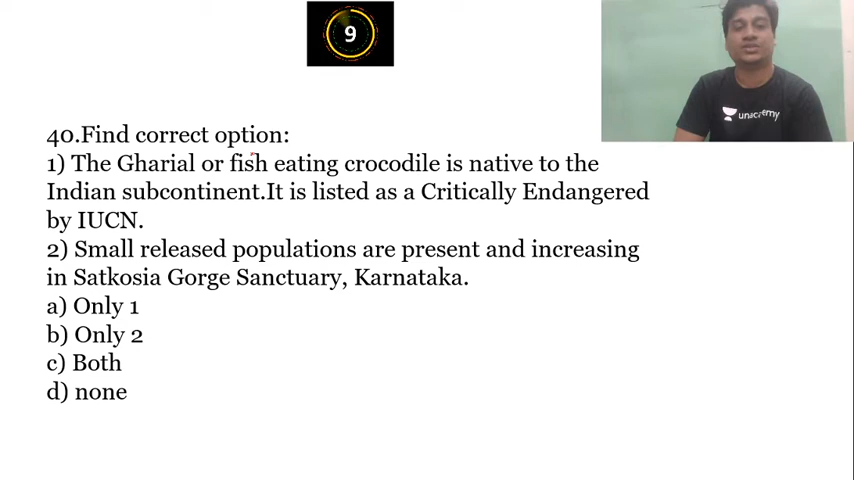 9
unacademy
40.Find correct option:
1) The Gharial or fish eating crocodile is native to the
Indian subcontinent.It is listed as a Critically Endangered
by IUCN.
2) Small released populations are present and increasing
in Satkosia Gorge Sanctuary, Karnataka.
a) Only 1
b) Only 2
c) Both
d) none